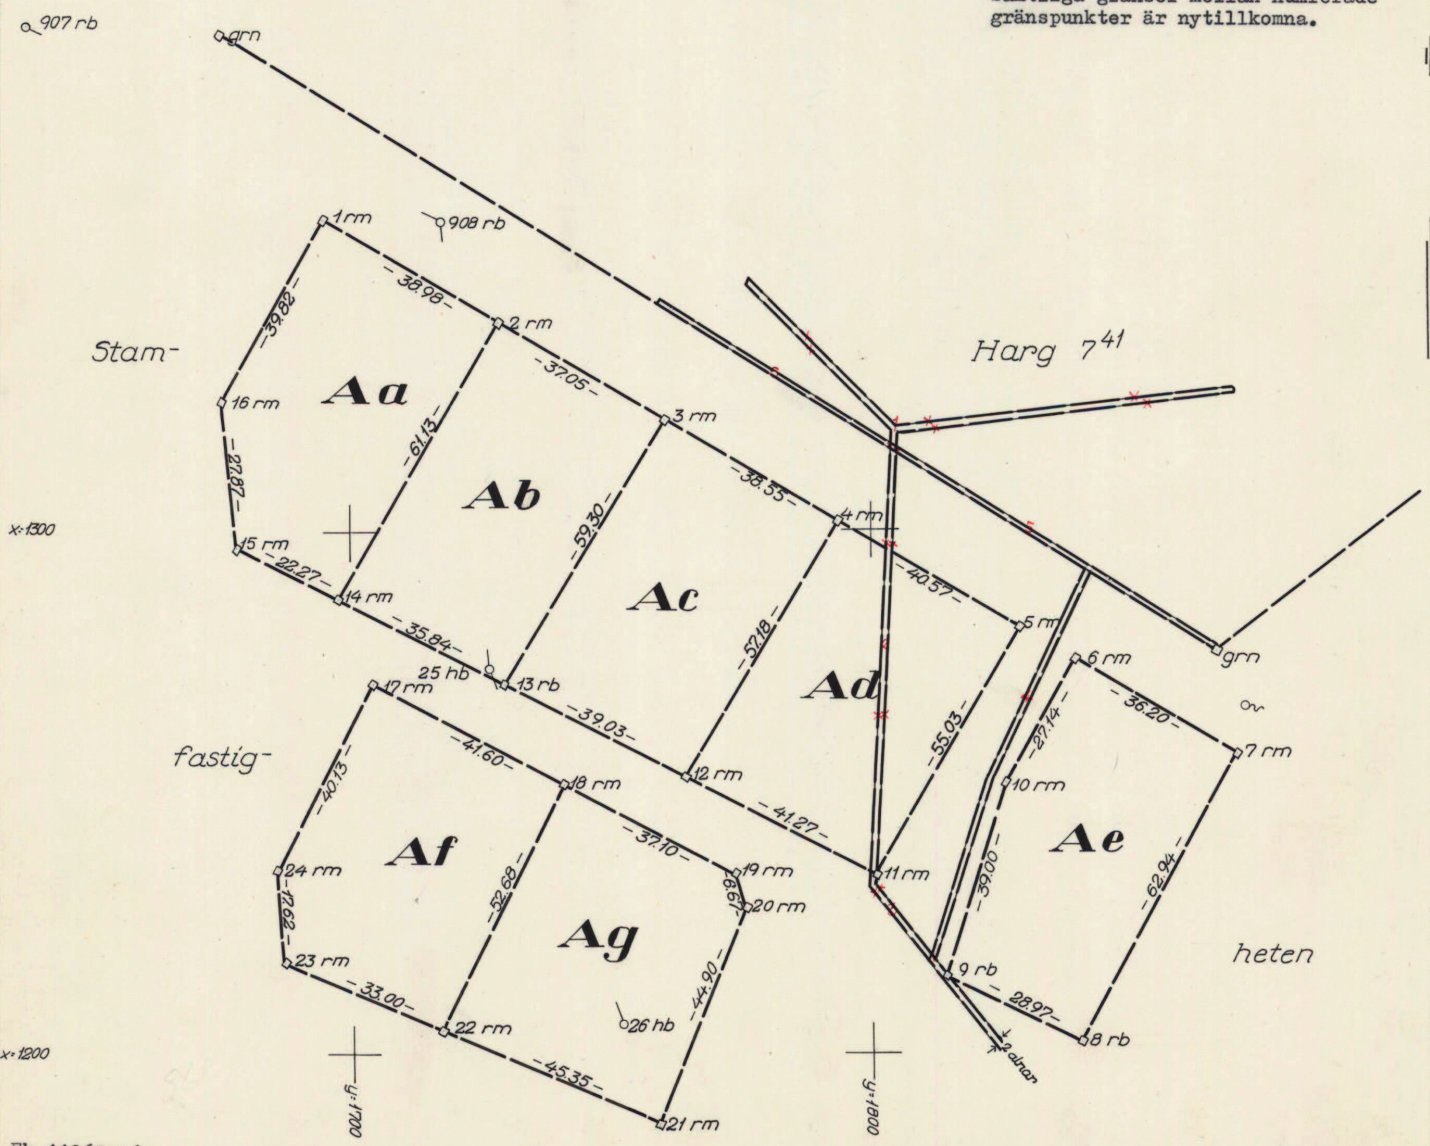 gränspunkter är nytillkomna.
907 rb
grn
1 rm
908 rb
-38.98-
-39.82-
2 rm
Stam-
Harg 7⁴¹
-37.05-
16 rm
Aa
3 rm
-61.13-
-27.87-
Ab
-38.55-
4 rm
x=1300
15 rm
-59.30-
-22.27-
-40.57-
14 rm
Ac
5 rm
-35.84-
-57.18-
grn
6 rm
25 hb
13 rb
17 rm
Ad
-36.20-
-39.03-
-27.14-
-55.03-
fastig-
-41.60-
7 rm
-40.13-
18 rm
12 rm
10 rm
-41.27-
-37.10-
Af
Ae
24 rm
19 rm
11 rm
-39.00-
-62.94-
-52.68-
8.67
20 rm
-17.62-
Ag
23 rm
heten
9 rb
-33.00-
-44.90-
-28.97-
22 rm
26 hb
8 rb
x=1200
2 alnar
-45.35-
y=1700
y=1800
21 rm